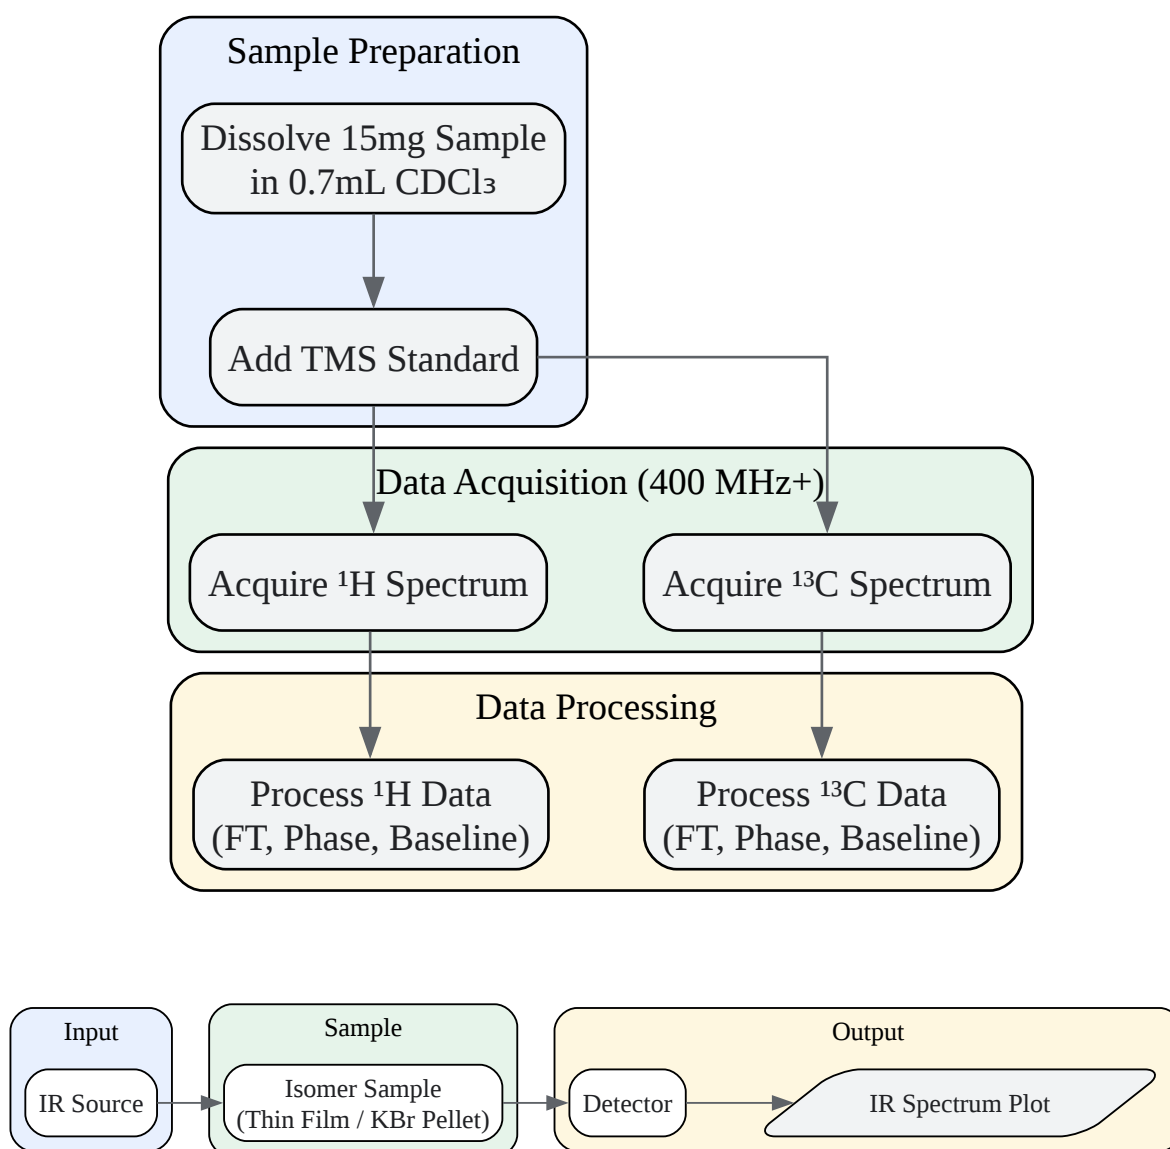 Sample Preparation
Dissolve 15mg Sample
in 0.7mL CDCl₃
Add TMS Standard
Data Acquisition (400 MHz+)
Acquire ¹H Spectrum
Acquire ¹³C Spectrum
Data Processing
Process ¹H Data
(FT, Phase, Baseline)
Process ¹³C Data
(FT, Phase, Baseline)
Input
IR Source
Sample
Isomer Sample
(Thin Film / KBr Pellet)
Output
Detector
IR Spectrum Plot